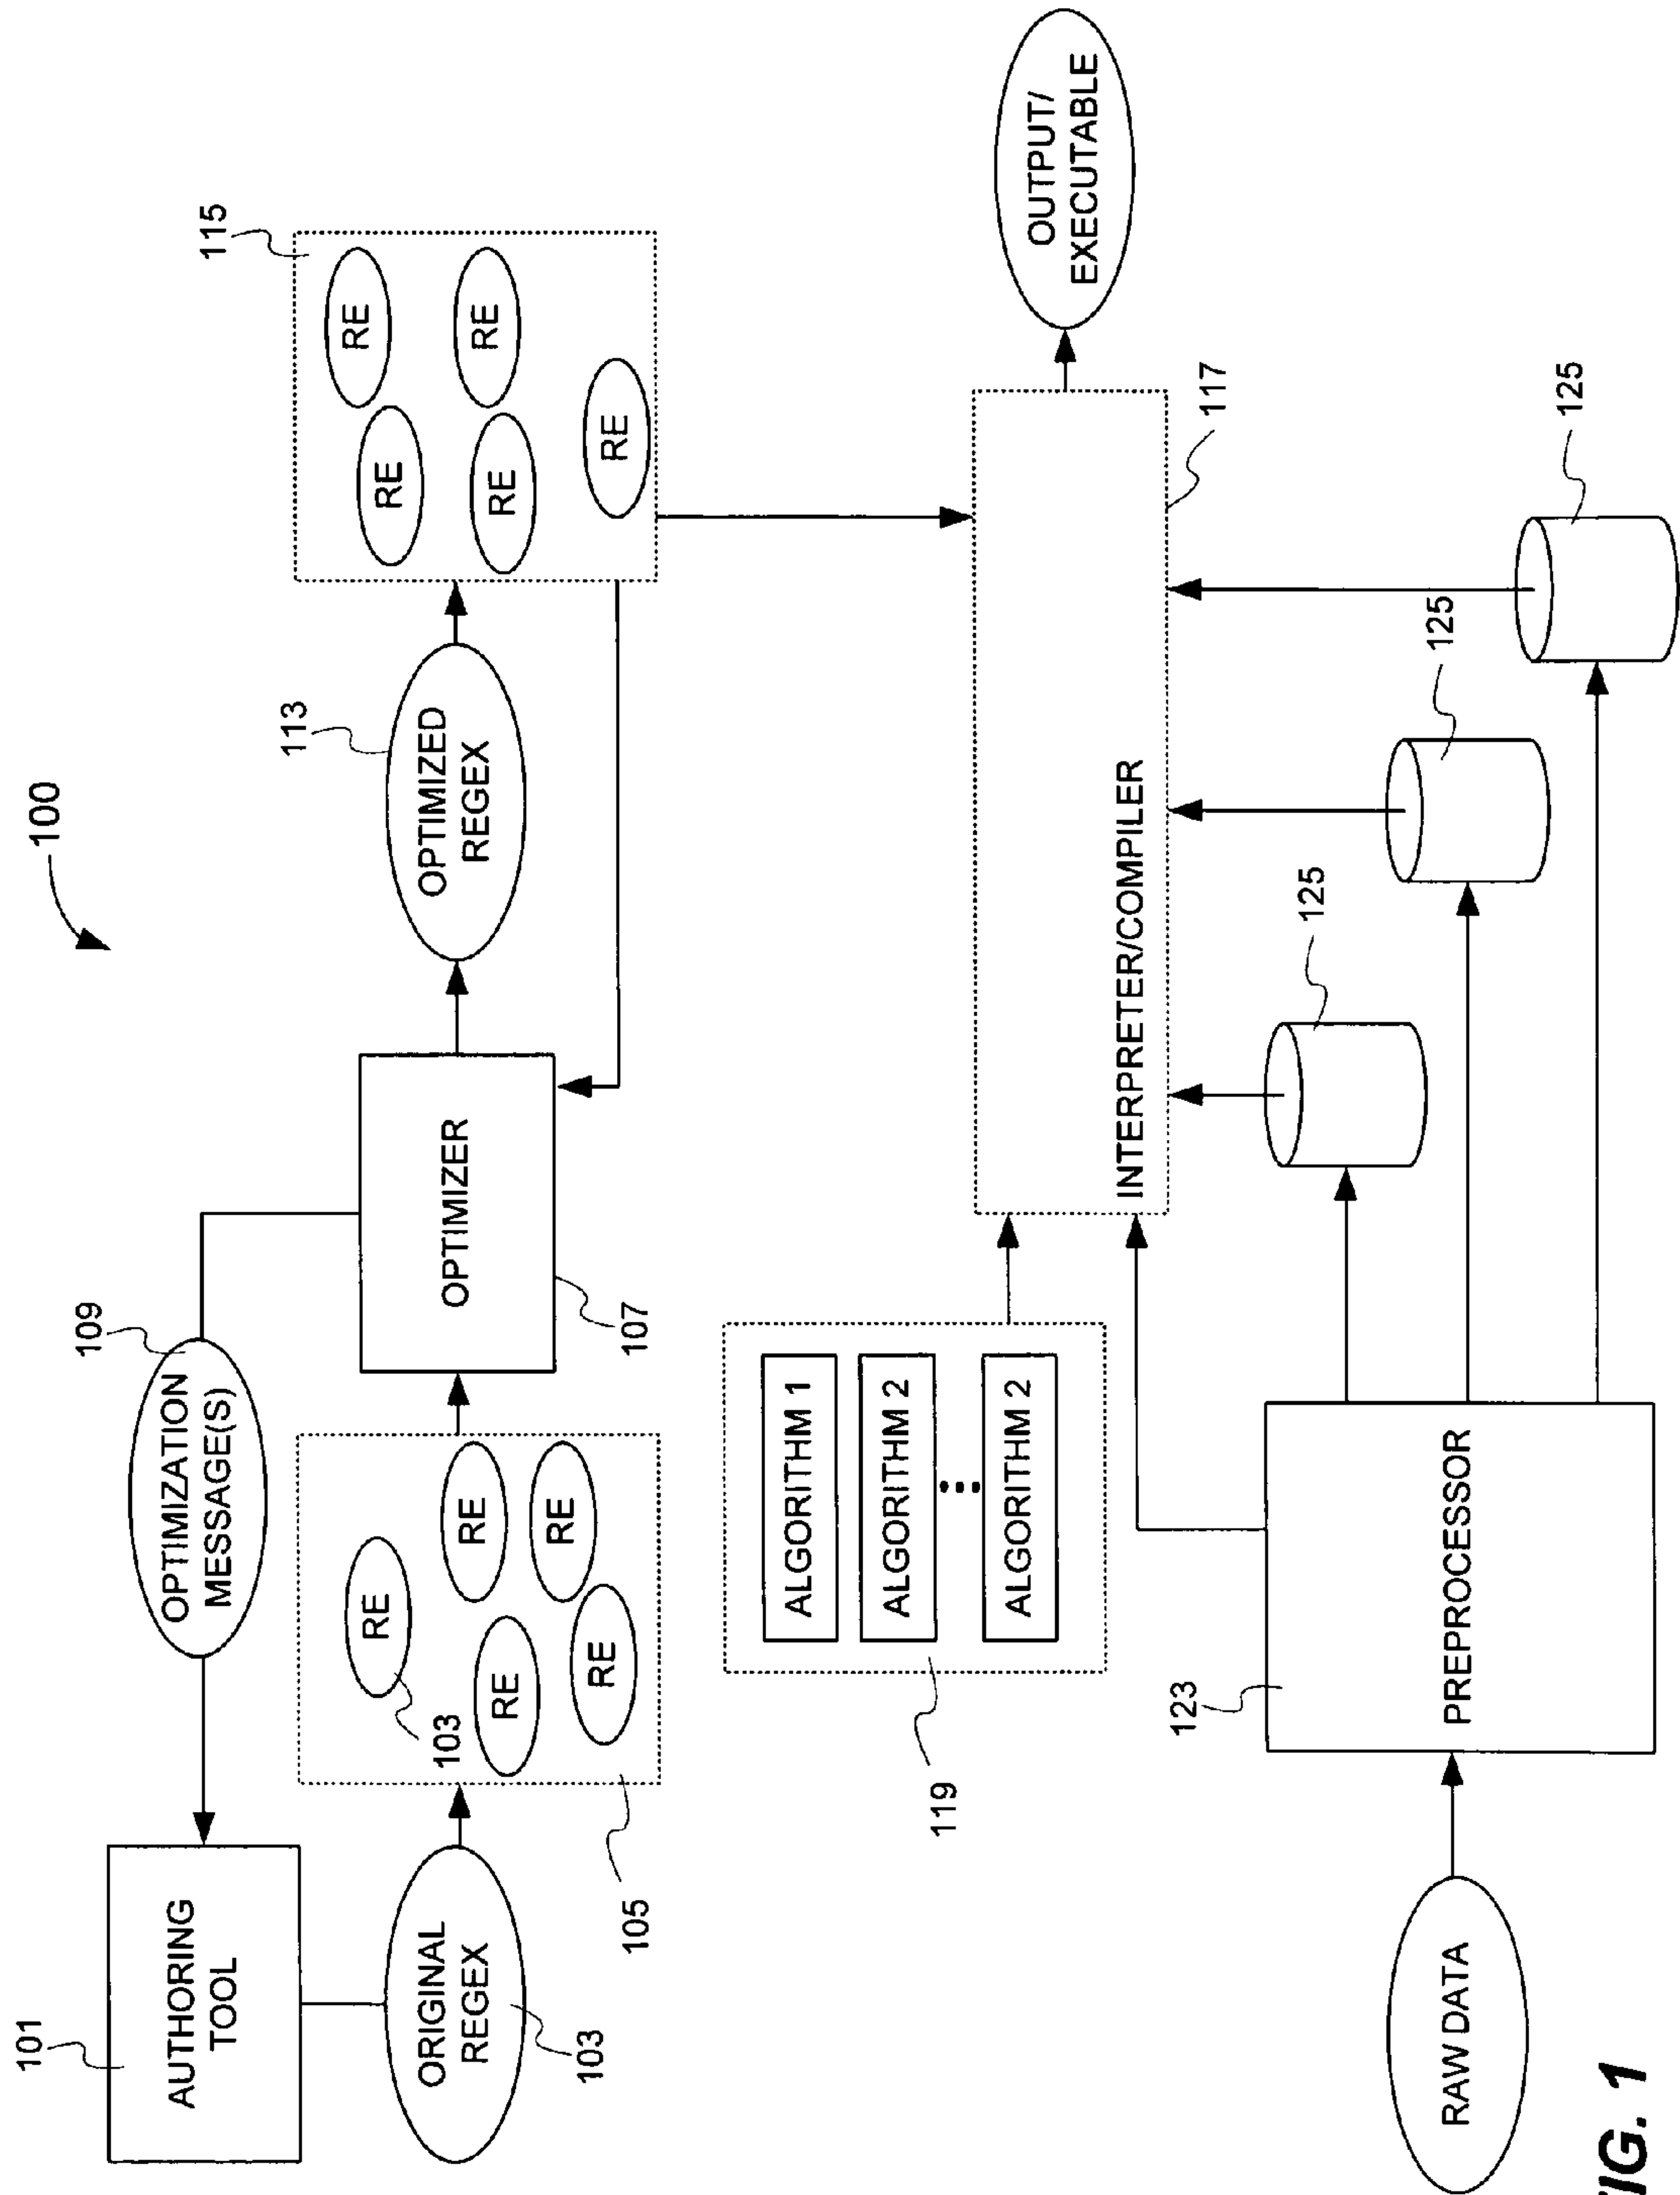 100
101
AUTHORING
TOOL
109
OPTIMIZATION
MESSAGE(S)
ORIGINAL
REGEX
103
105
RE
103
RE
RE
RE
RE
OPTIMIZER
107
113
OPTIMIZED
REGEX
115
RE
RE
RE
RE
RE
119
ALGORITHM 1
ALGORITHM 2
ALGORITHM 2
INTERPRETER/COMPILER
117
OUTPUT/
EXECUTABLE
RAW DATA
123
PREPROCESSOR
125
125
125
FIG. 1